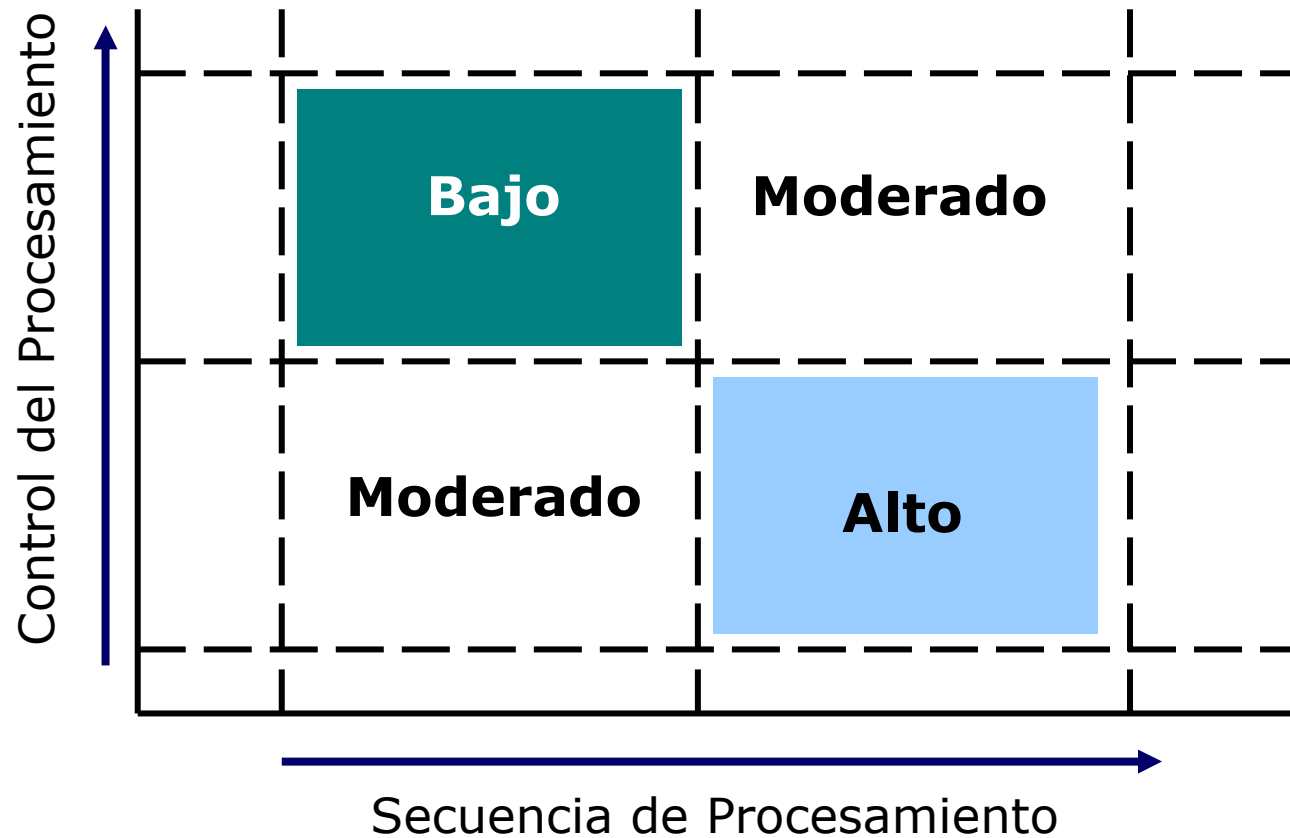 Control del Procesamiento
Bajo
Moderado
Moderado
Alto
Secuencia de Procesamiento